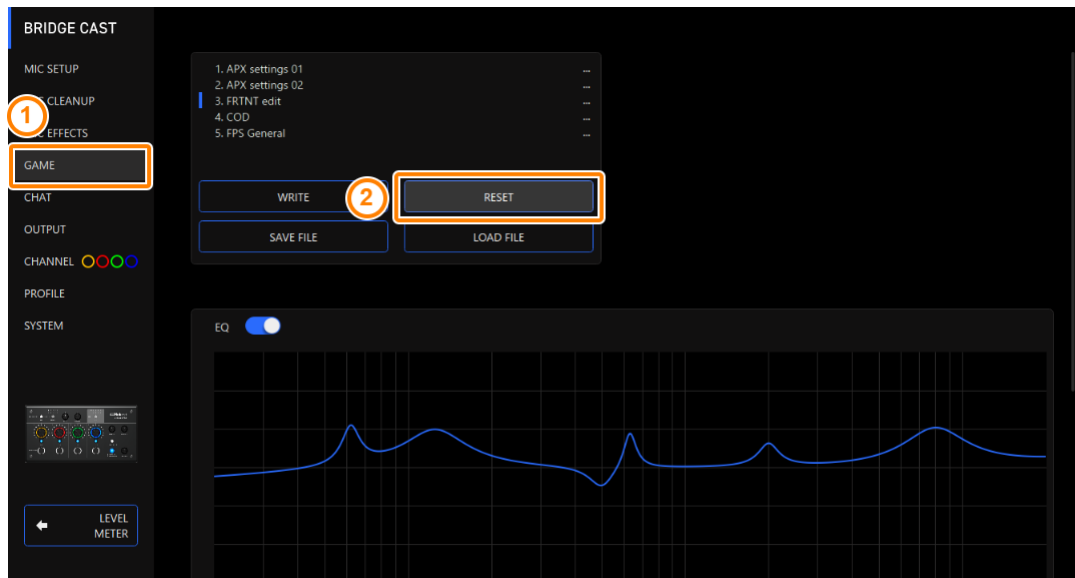 BRIDGE CAST
MIC SETUP
CLEANUP
EFFECTS
GAME
CHAT
OUTPUT
CHANNEL
PROFILE
SYSTEM
LEVEL
METER
1
1. APX settings 01 ...
2. APX settings 02 ...
3. FRTNT edit ...
4. COD ...
5. FPS General ...
WRITE
2
RESET
SAVE FILE
LOAD FILE
EQ